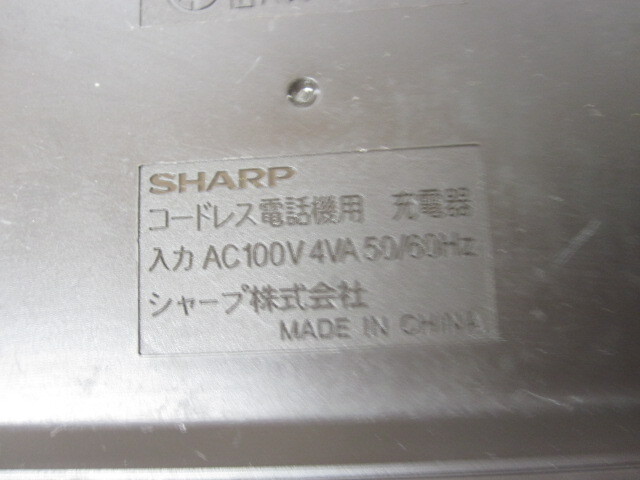 SHARP
コードレス電話機用 充電器
入力 AC100V 4VA 50/60Hz
シャープ株式会社
MADE IN CHINA